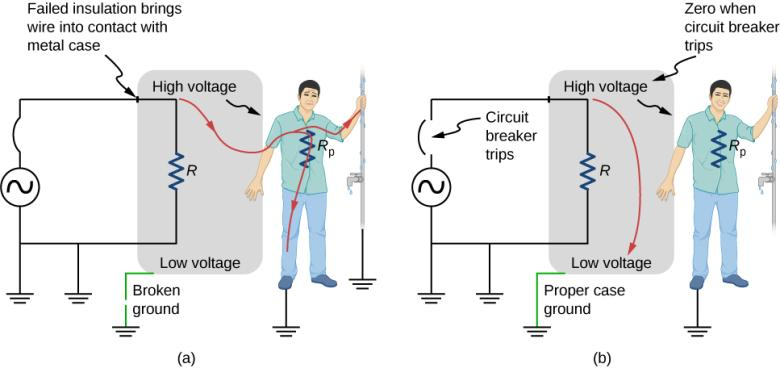 Failed insulation brings
wire into contact with
metal case
High voltage
R
Rp
Low voltage
Broken
ground
(a)
Zero when
circuit breaker
trips
High voltage
Circuit
breaker
trips
R
Rp
Low voltage
Proper case
ground
(b)